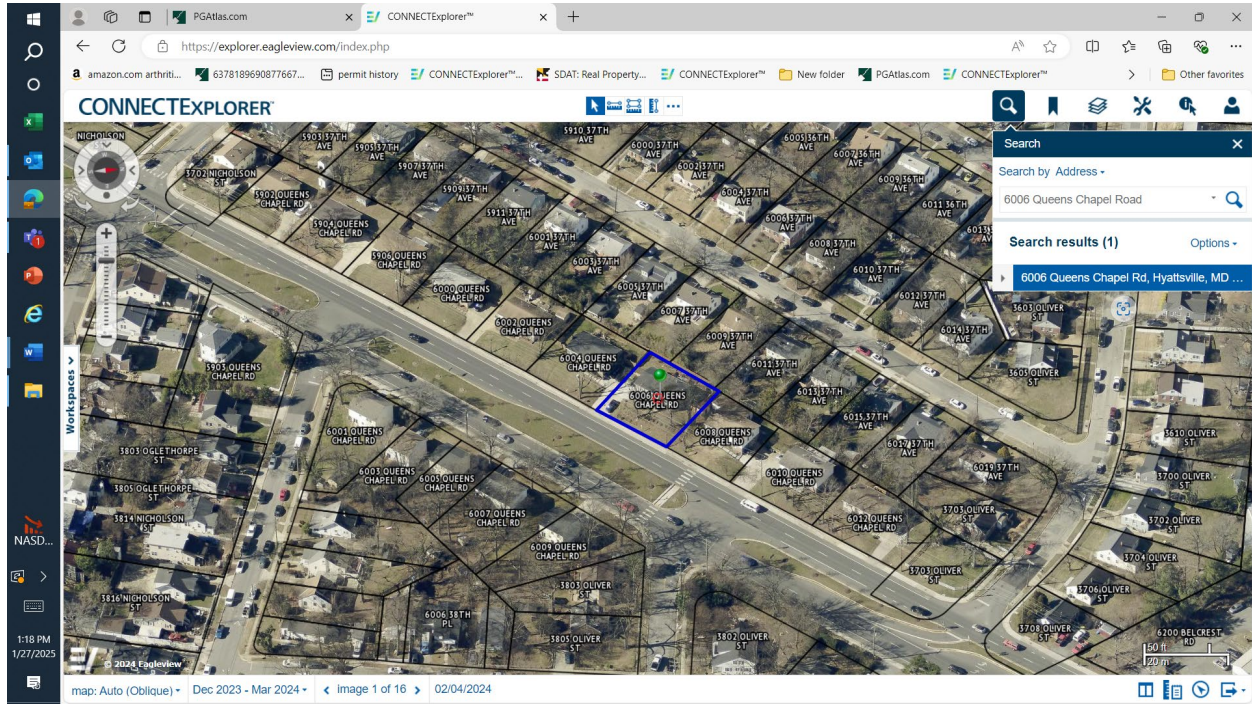 PGAtlas.com
CONNECTExplorer™
https://explorer.eagleview.com/index.php
amazon.com arthriti...
6378189690877667...
permit history
CONNECTExplorer™...
SDAT: Real Property...
CONNECTExplorer™
New folder
PGAtlas.com
CONNECTExplorer™
Other favorites
CONNECTEXPLORER™
Search
Search by Address
6006 Queens Chapel Road
Search results (1)
Options
6006 Queens Chapel Rd, Hyattsville, MD ...
Workspaces
NICHOLSON
3702 NICHOLSON
ST
5903 37TH
AVE
5905 37TH
AVE
5907 37TH
AVE
5909 37TH
AVE
5911 37TH
AVE
5910 37TH
AVE
5902 QUEENS
CHAPEL RD
5904 QUEENS
CHAPEL RD
5906 QUEENS
CHAPEL RD
6000 QUEENS
CHAPEL RD
6002 QUEENS
CHAPEL RD
6004 QUEENS
CHAPEL RD
6006 QUEENS
CHAPEL RD
6008 QUEENS
CHAPEL RD
6010 QUEENS
CHAPEL RD
6012 QUEENS
CHAPEL RD
6000 37TH
AVE
6002 37TH
AVE
6004 37TH
AVE
6006 37TH
AVE
6008 37TH
AVE
6010 37TH
AVE
6012 37TH
AVE
6014 37TH
AVE
6001 37TH
AVE
6003 37TH
AVE
6005 37TH
AVE
6007 37TH
AVE
6009 37TH
AVE
6011 37TH
AVE
6013 37TH
AVE
6015 37TH
AVE
6017 37TH
AVE
6019 37TH
AVE
6005 36TH
AVE
6007 36TH
AVE
6009 36TH
AVE
6011 36TH
AVE
3603 OLIVER
ST
3605 OLIVER
ST
3610 OLIVER
ST
3700 OLIVER
ST
3702 OLIVER
ST
3704 OLIVER
ST
3706 OLIVER
ST
3708 OLIVER
ST
3703 OLIVER
ST
3703 OLIVER
ST
6200 BELCREST
RD
5903 QUEENS
CHAPEL RD
6001 QUEENS
CHAPEL RD
6003 QUEENS
CHAPEL RD
6005 QUEENS
CHAPEL RD
6007 QUEENS
CHAPEL RD
6009 QUEENS
CHAPEL RD
3803 OGLETHORPE
ST
3805 OGLETHORPE
ST
3814 NICHOLSON
ST
3816 NICHOLSON
ST
6006 38TH
PL
3803 OLIVER
ST
3805 OLIVER
ST
3802 OLIVER
ST
50 ft
20 m
© 2024 Eagleview
map: Auto (Oblique)
Dec 2023 - Mar 2024
image 1 of 16
02/04/2024
NASD...
1:18 PM
1/27/2025